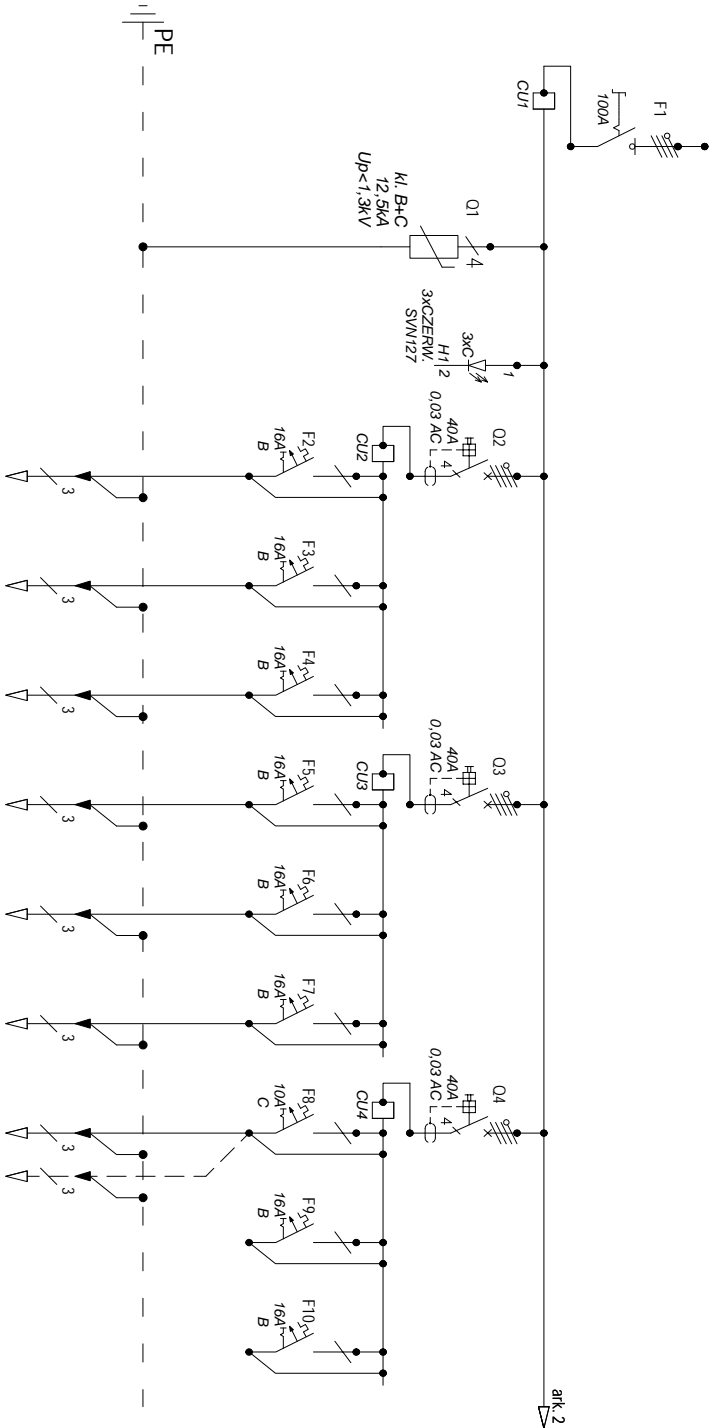 PE
F1
100A
CU1
Q1
4
kl. B+C
12,5kA
Up<1,3kV
1
3xC
H1 2
3xCZERW.
SVN127
Q2
40A
0,03 AC
4
CU2
F2
16A
B
3
F3
16A
B
3
F4
16A
B
3
Q3
40A
0,03 AC
4
CU3
F5
16A
B
3
F6
16A
B
3
F7
16A
B
3
Q4
40A
0,03 AC
4
CU4
F8
10A
C
3
3
F9
16A
B
F10
16A
B
ark. 2